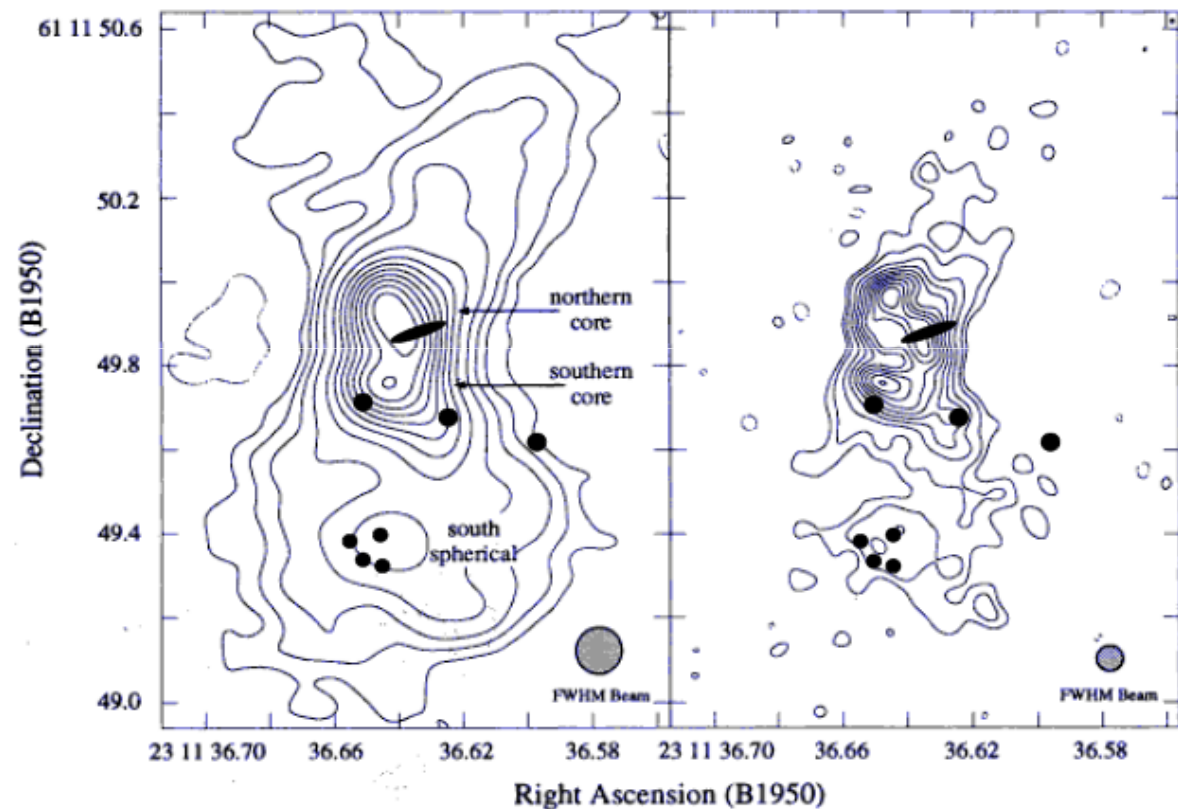 61 11 50.6
50.2
49.8
49.4
49.0
Declination (B1950)
northern
core
southern
core
south
spherical
FWHM Beam
FWHM Beam
23 11 36.70
36.66
36.62
36.58
23 11 36.70
36.66
36.62
36.58
Right Ascension (B1950)